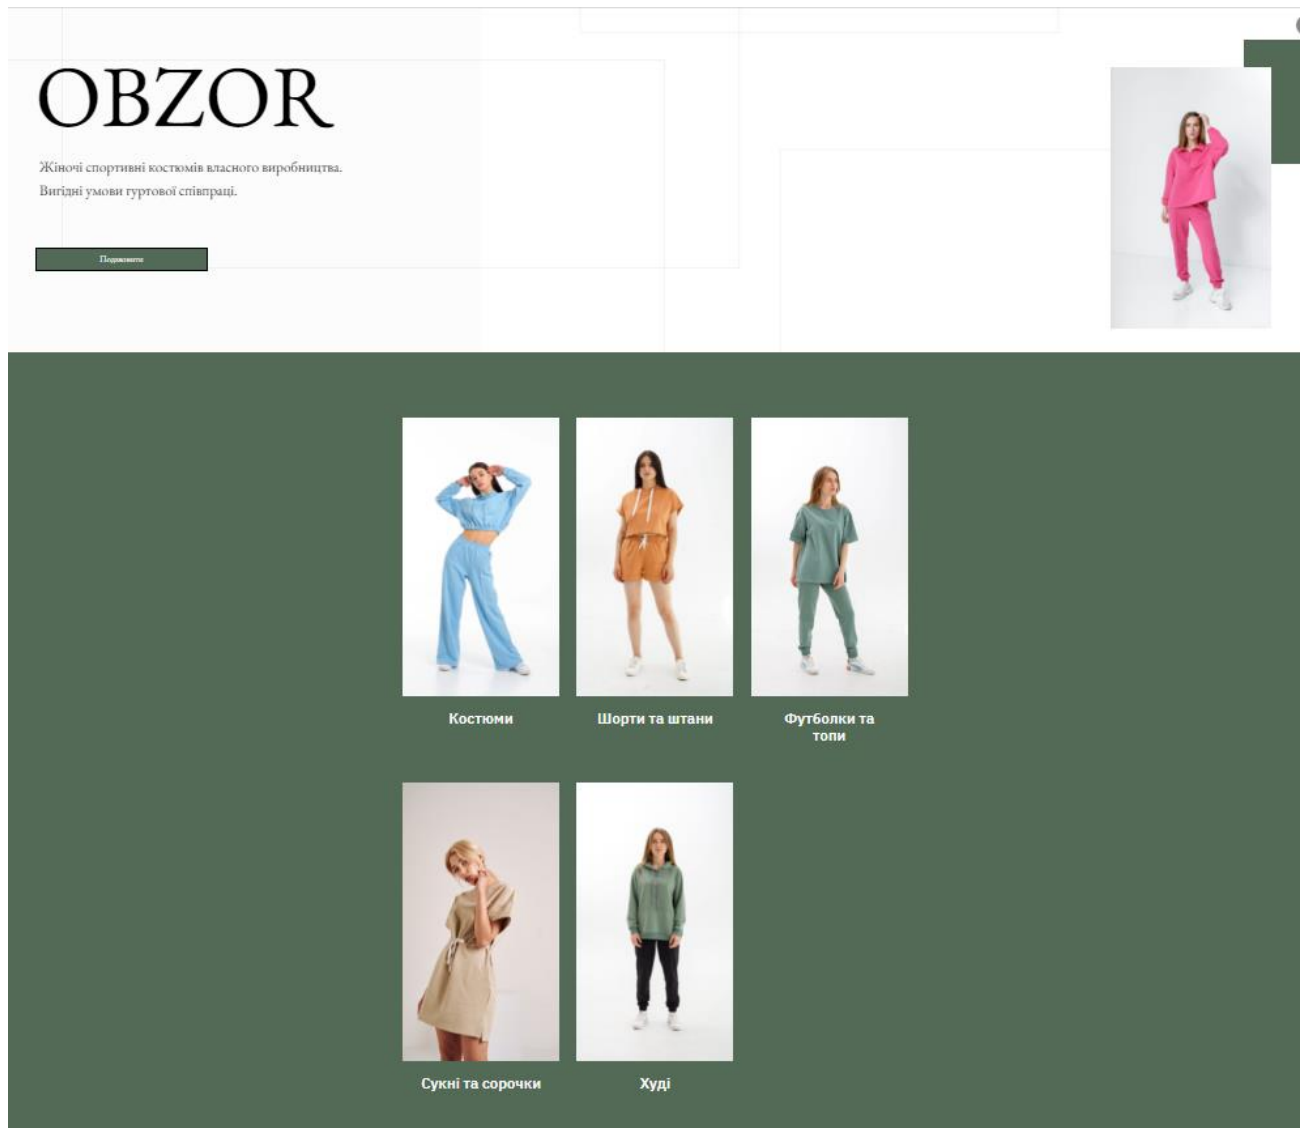 OBZOR
Жіночі спортивні костюмів власного виробництва.
Вигідні умови гуртової співпраці.
Костюми
Шорти та штани
Футболки та
топи
Сукні та сорочки
Худі